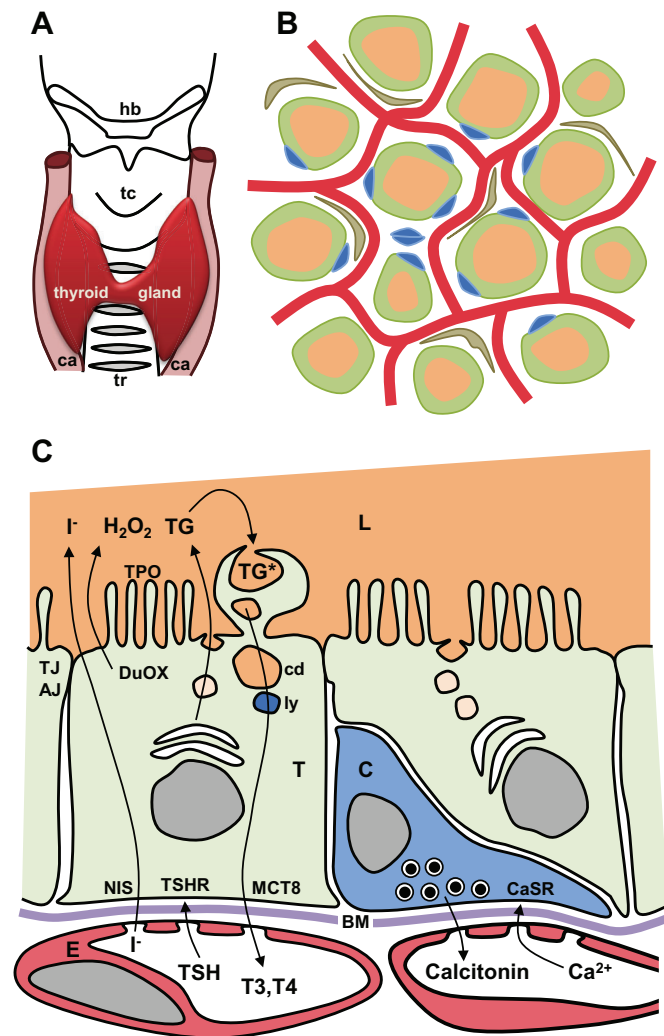 A
B
hb
tc
thyroid gland
ca
ca
tr
C
I⁻
H₂O₂
TG
L
TPO
TG*
TJ
AJ
DuOX
cd
ly
T
C
NIS
TSHR
MCT8
CaSR
BM
E
I⁻
TSH
T3,T4
Calcitonin
Ca²⁺